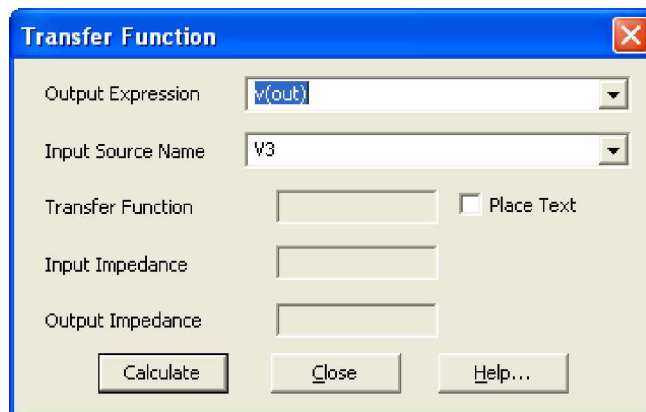 Transfer Function
Output Expression v(out)
Input Source Name V3
Transfer Function Place Text
Input Impedance
Output Impedance
Calculate Close Help...